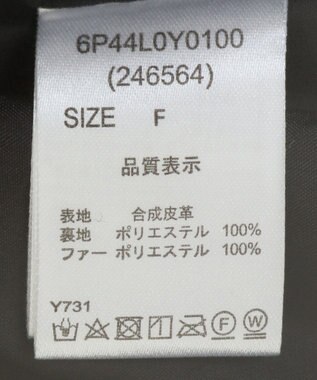 6P44L0Y0100
(246564)
SIZE F
品質表示
表地 合成皮革
裏地 ポリエステル 100%
ファー ポリエステル 100%
Y731
F W